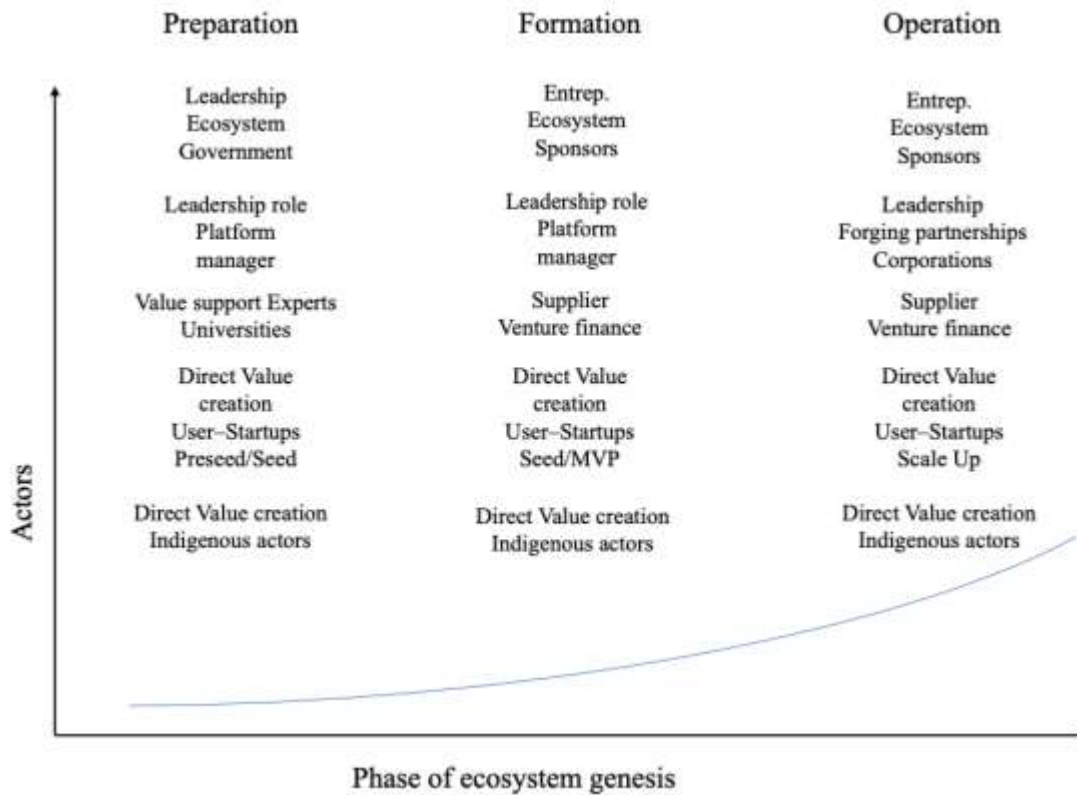 Preparation
Formation
Operation
Leadership
Ecosystem
Government
Entrep.
Ecosystem
Sponsors
Entrep.
Ecosystem
Sponsors
Leadership role
Platform
manager
Leadership role
Platform
manager
Leadership
Forging partnerships
Corporations
Value support Experts
Universities
Supplier
Venture finance
Supplier
Venture finance
Direct Value
creation
User–Startups
Preseed/Seed
Direct Value
creation
User–Startups
Seed/MVP
Direct Value
creation
User–Startups
Scale Up
Direct Value creation
Indigenous actors
Direct Value creation
Indigenous actors
Direct Value creation
Indigenous actors
Actors
Phase of ecosystem genesis